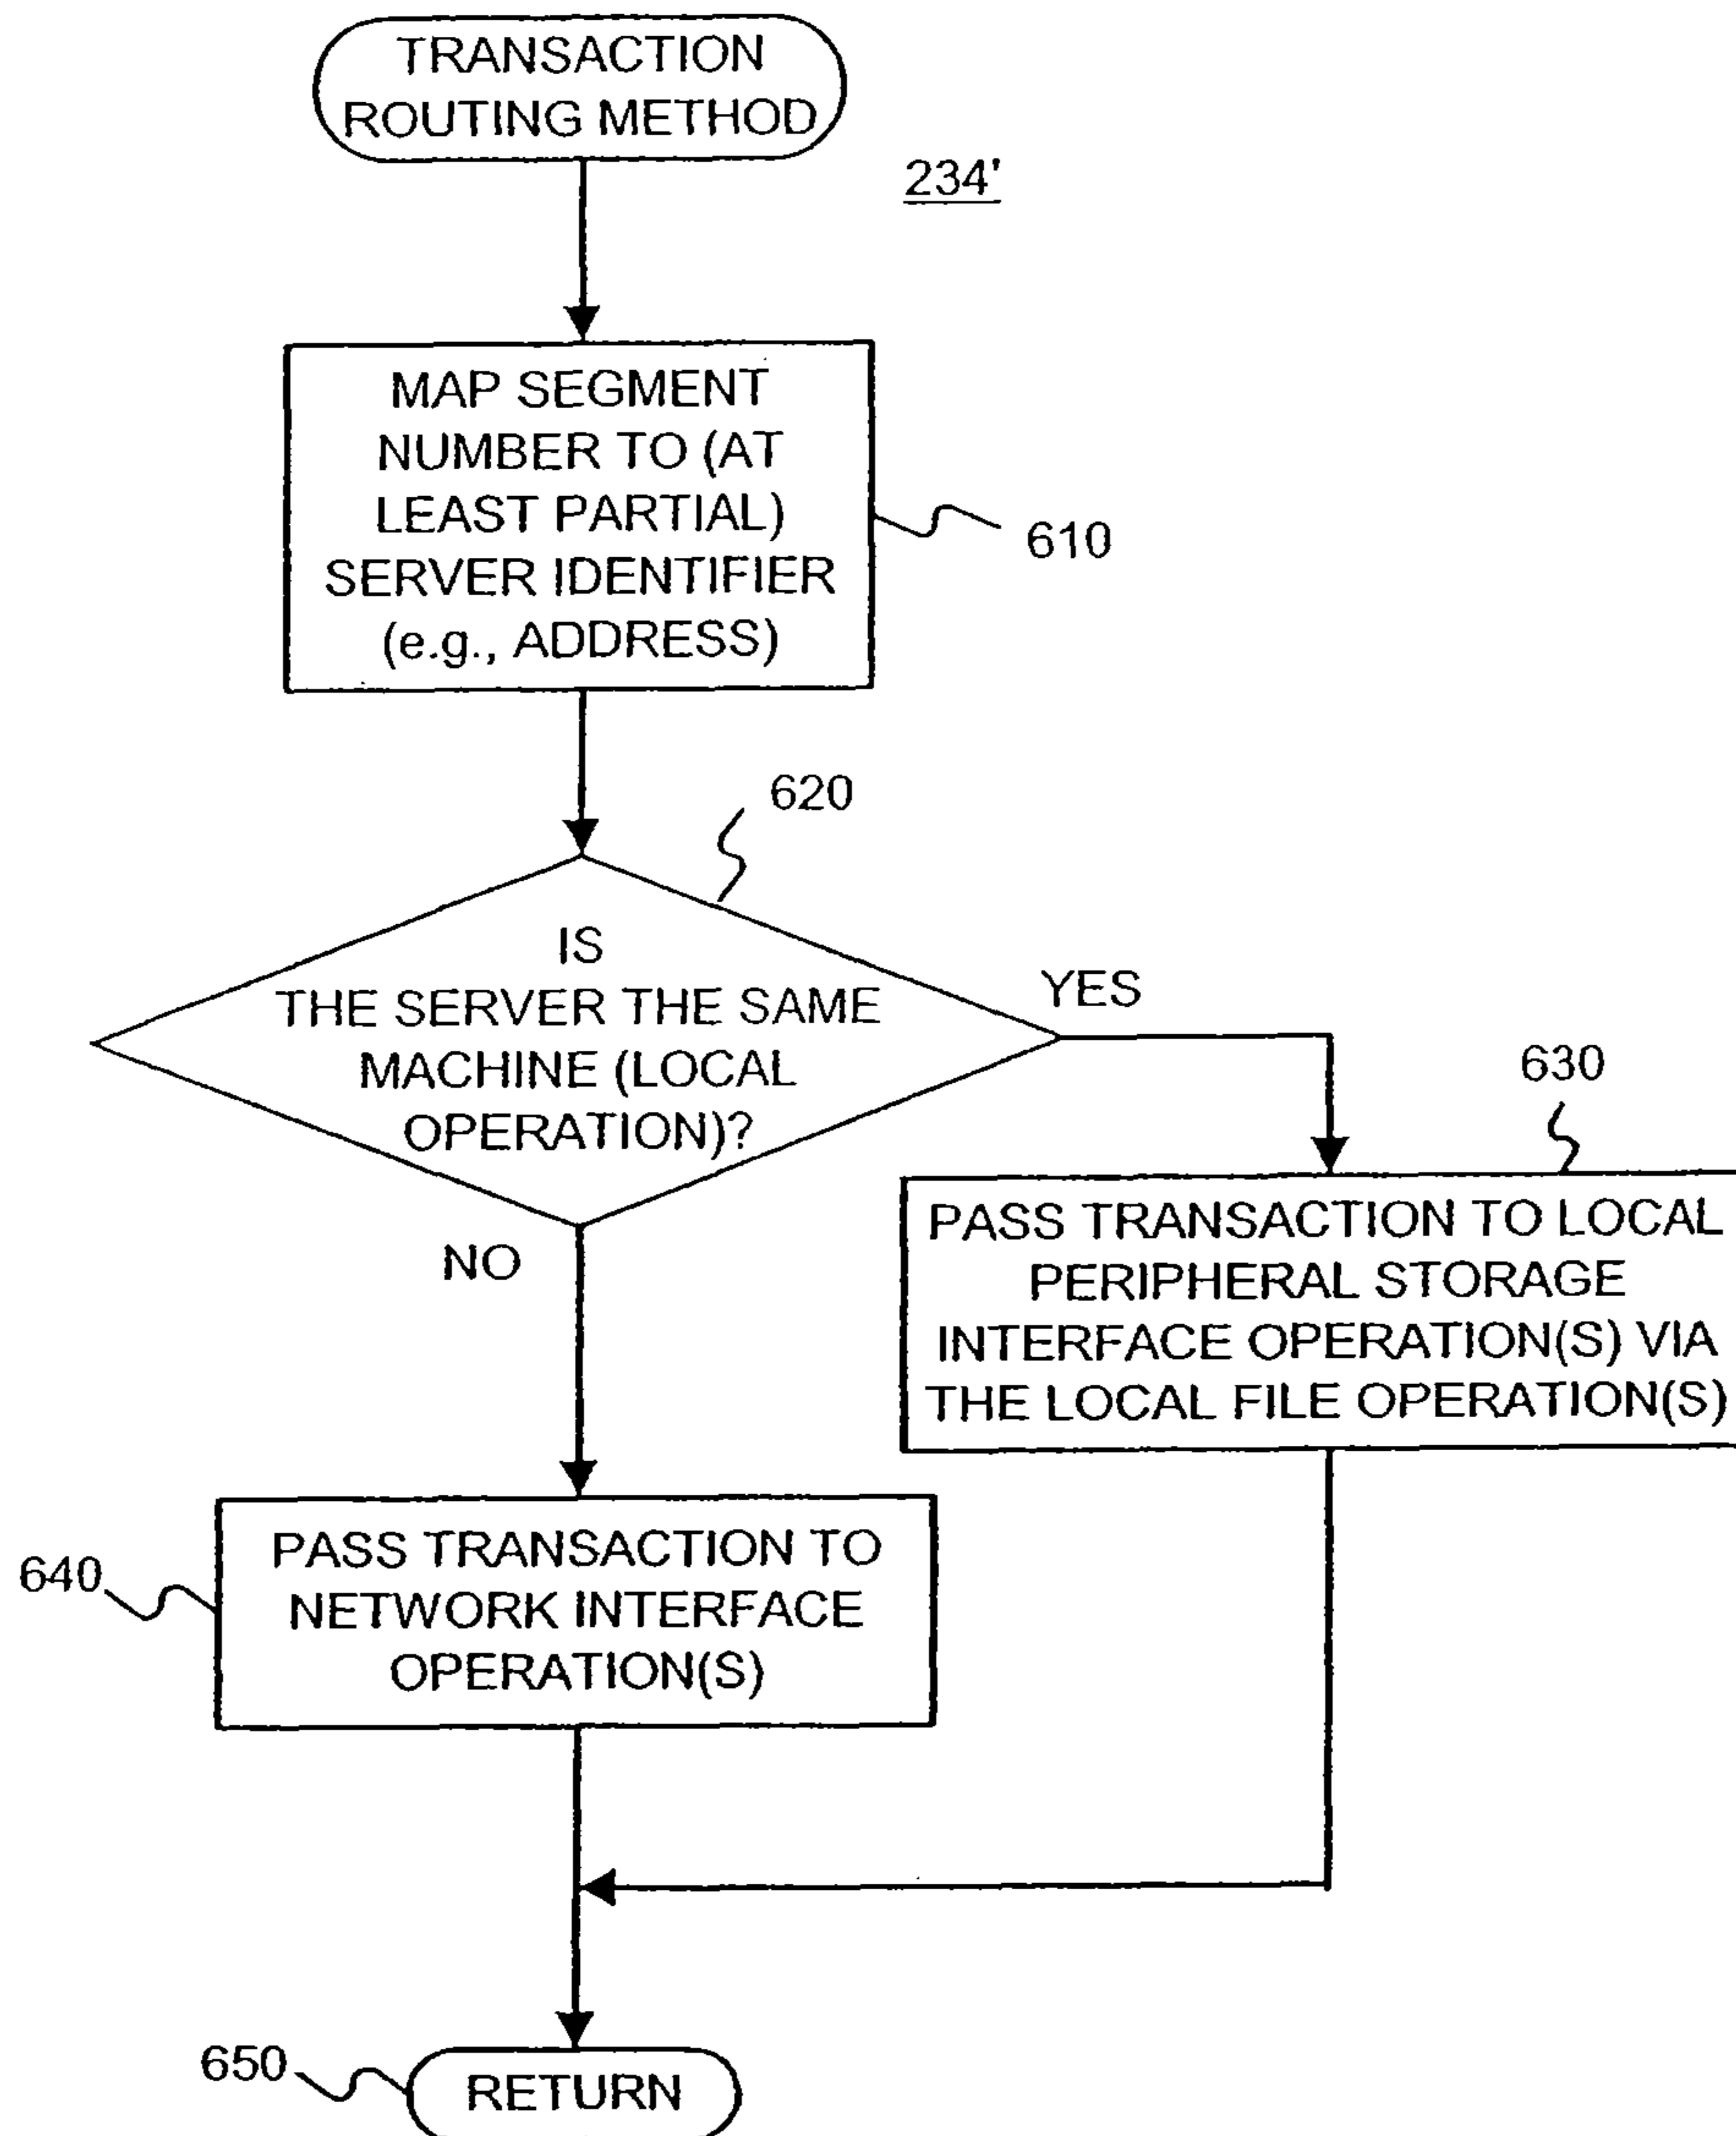 TRANSACTION
ROUTING METHOD
234'
MAP SEGMENT
NUMBER TO (AT
LEAST PARTIAL)
SERVER IDENTIFIER
(e.g., ADDRESS)
610
620
IS
THE SERVER THE SAME
MACHINE (LOCAL
OPERATION)?
YES
NO
630
PASS TRANSACTION TO LOCAL
PERIPHERAL STORAGE
INTERFACE OPERATION(S) VIA
THE LOCAL FILE OPERATION(S)
640
PASS TRANSACTION TO
NETWORK INTERFACE
OPERATION(S)
650
RETURN